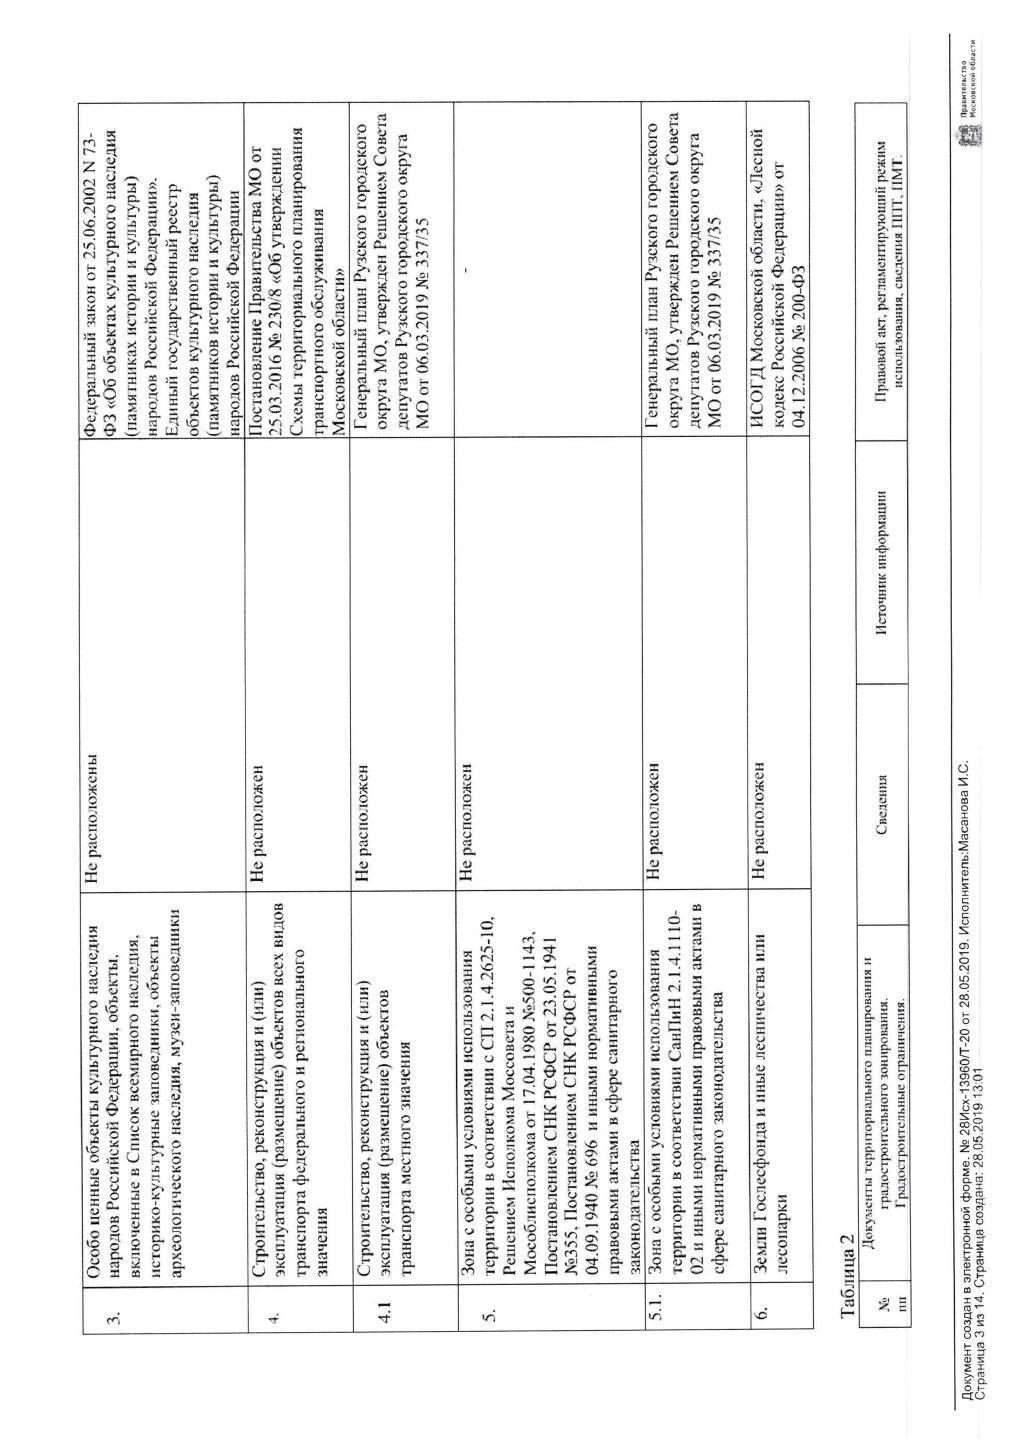 3.
Особо ценные объекты культурного наследия
народов Российской Федерации, объекты,
включенные в Список всемирного наследия,
историко-культурные заповедники, объекты
археологического наследия, музеи-заповедники
Не расположены
Федеральный закон от 25.06.2002 N 73-
ФЗ «Об объектах культурного наследия
(памятниках истории и культуры)
народов Российской Федерации».
Единый государственный реестр
объектов культурного наследия
(памятников истории и культуры)
народов Российской Федерации
4.
Строительство, реконструкция и (или)
эксплуатация (размещение) объектов всех видов
транспорта федерального и регионального
значения
Не расположен
Постановление Правительства МО от
25.03.2016 № 230/8 «Об утверждении
Схемы территориального планирования
транспортного обслуживания
Московской области»
4.1
Строительство, реконструкция и (или)
эксплуатация (размещение) объектов
транспорта местного значения
Не расположен
Генеральный план Рузского городского
округа МО, утвержден Решением Совета
депутатов Рузского городского округа
МО от 06.03.2019 № 337/35
5.
Зона с особыми условиями использования
территории в соответствии с СП 2.1.4.2625-10,
Решением Исполкома Моссовета и
Мособлисполкома от 17.04.1980 №500-1143,
Постановлением СНК РСФСР от 23.05.1941
№355, Постановлением СНК РСФСР от
04.09.1940 № 696 и иными нормативными
правовыми актами в сфере санитарного
законодательства
Не расположен
-
5.1.
Зона с особыми условиями использования
территории в соответствии СанПиН 2.1.4.1110-
02 и иными нормативными правовыми актами в
сфере санитарного законодательства
Не расположен
Генеральный план Рузского городского
округа МО, утвержден Решением Совета
депутатов Рузского городского округа
МО от 06.03.2019 № 337/35
6.
Земли Гослесфонда и иные лесничества или
лесопарки
Не расположен
ИСОГД Московской области, «Лесной
кодекс Российской Федерации» от
04.12.2006 № 200-ФЗ
Таблица 2
№
пп
Документы территориального планирования и
градостроительного зонирования.
Градостроительные ограничения.
Сведения
Источник информации
Правовой акт, регламентирующий режим
использования, сведения ППТ, ПМТ.
Документ создан в электронной форме. № 28Исх-13960/Т-20 от 28.05.2019. Исполнитель:Масанова И.С.
Страница 3 из 14. Страница создана: 28.05.2019 13:01
Правительство
Московской области